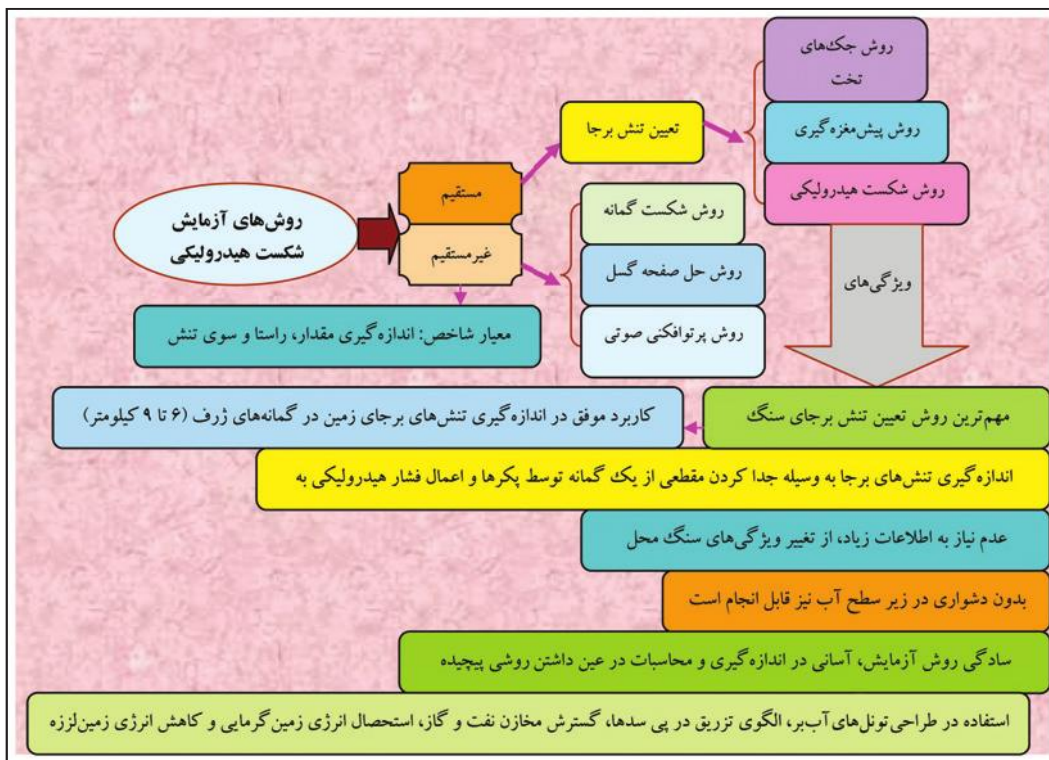 روش‌های آزمایش
شکست هیدرولیکی
مستقیم
غیرمستقیم
تعیین تنش برجا
روش جک‌های
تخت
روش پیش‌مغزه‌گیری
روش شکست هیدرولیکی
روش شکست گمانه
روش حل صفحه گسل
روش پرتوافکنی صوتی
معیار شاخص: اندازه‌گیری مقدار، راستا و سوی تنش
ویژگی‌های
مهم‌ترین روش تعیین تنش برجای سنگ
کاربرد موفق در اندازه‌گیری تنش‌های برجای زمین در گمانه‌های ژرف (۶ تا ۹ کیلومتر)
اندازه‌گیری تنش‌های برجا به وسیله جدا کردن مقطعی از یک گمانه توسط پکرها و اعمال فشار هیدرولیکی به
عدم نیاز به اطلاعات زیاد، از تغییر ویژگی‌های سنگ محل
بدون دشواری در زیر سطح آب نیز قابل انجام است
سادگی روش آزمایش، آسانی در اندازه‌گیری و محاسبات در عین داشتن روشی پیچیده
استفاده در طراحی تونل‌های آب‌بر، الگوی تزریق در پی سدها، گسترش مخازن نفت و گاز، استحصال انرژی زمین‌گرمایی و کاهش انرژی زمین‌لززه